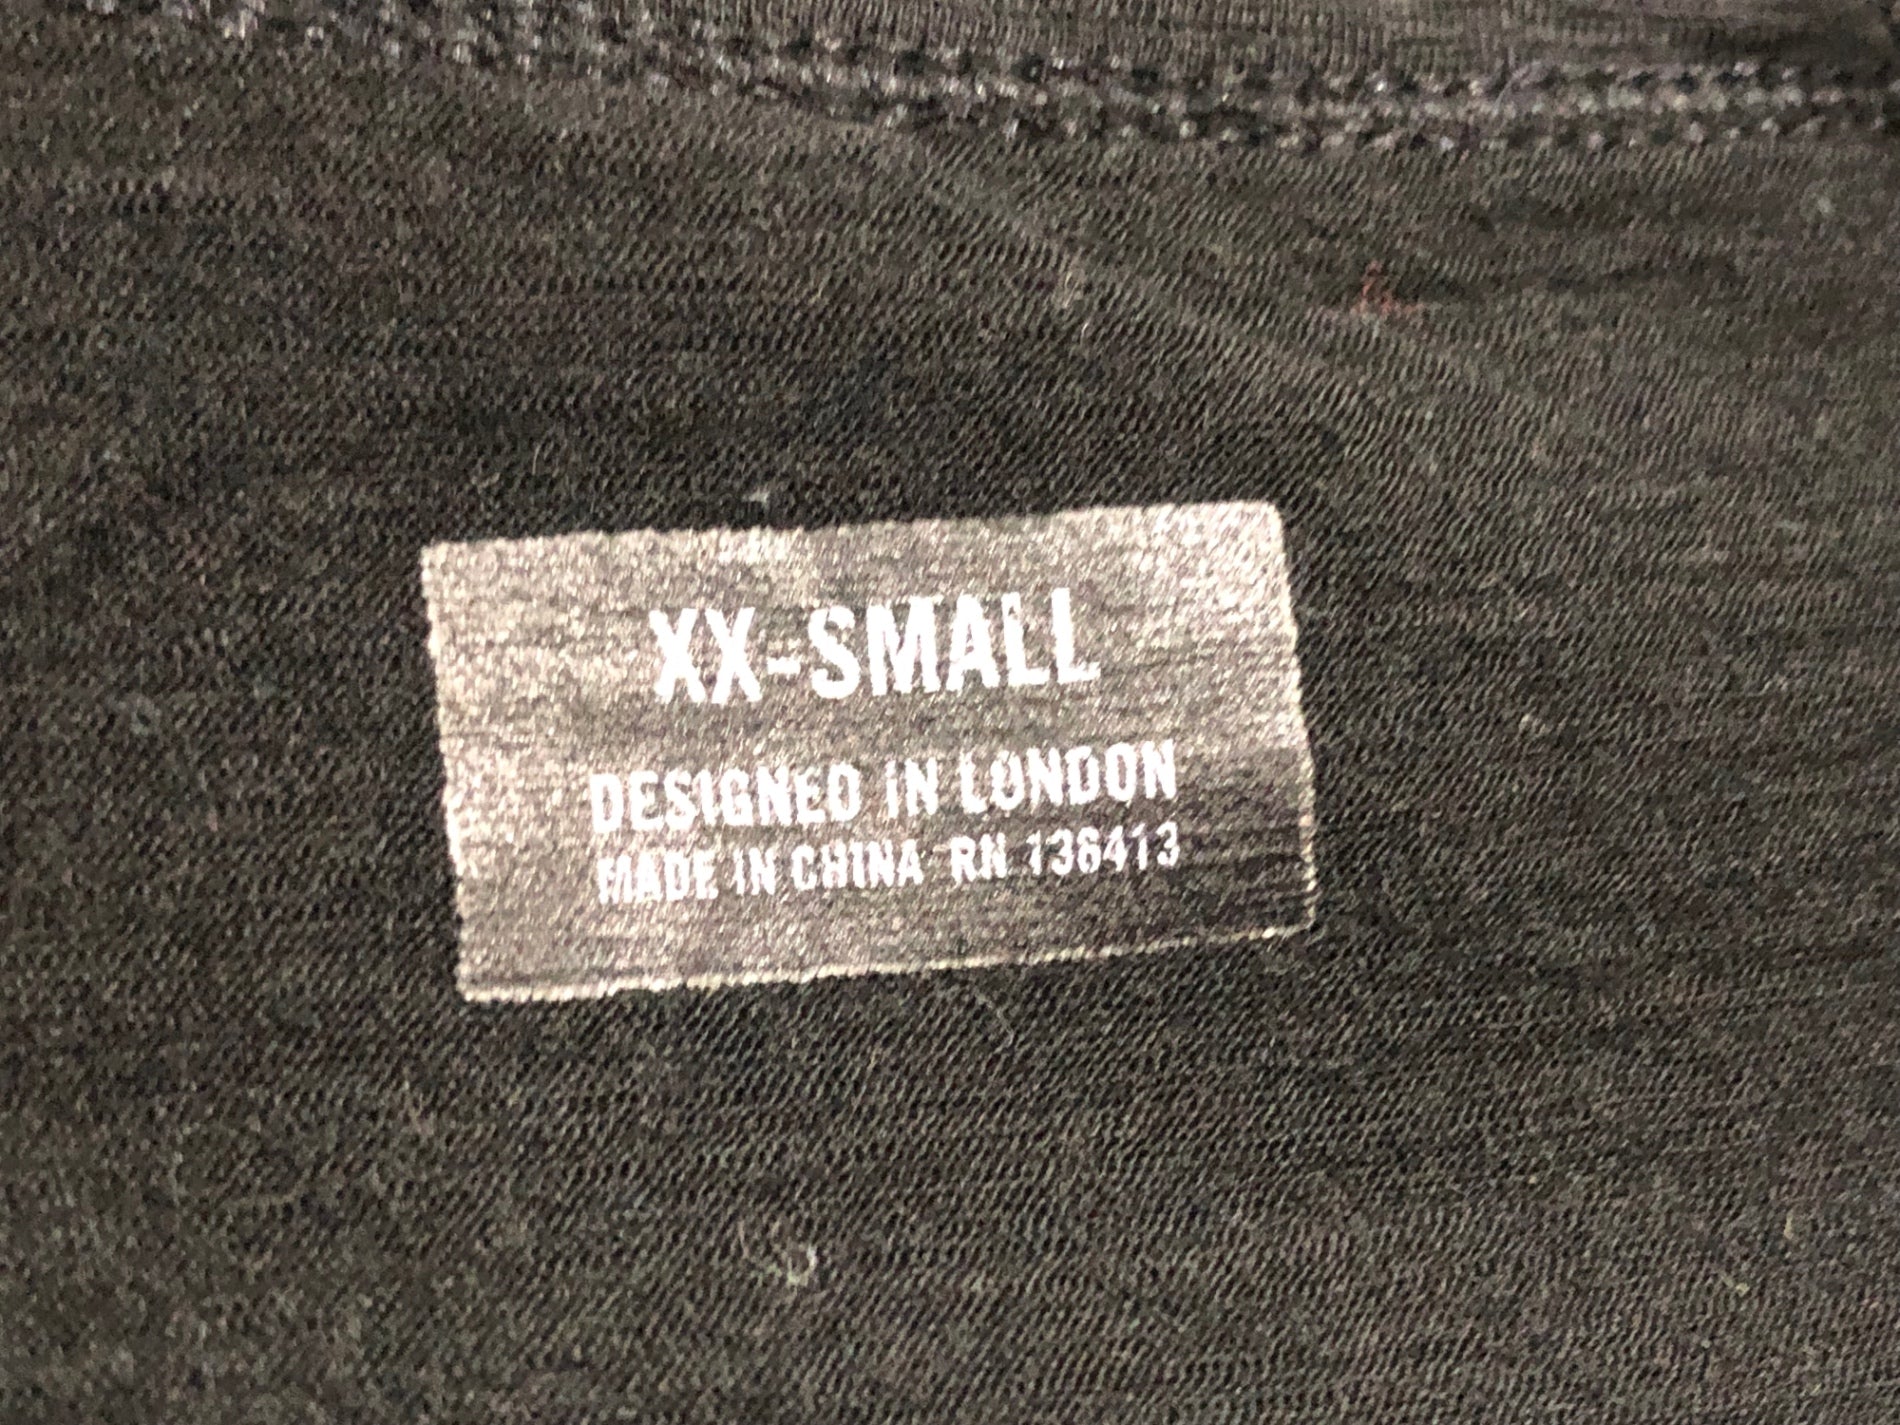 XX-SMALL
DESIGNED IN LONDON
MADE IN CHINA RN 136413